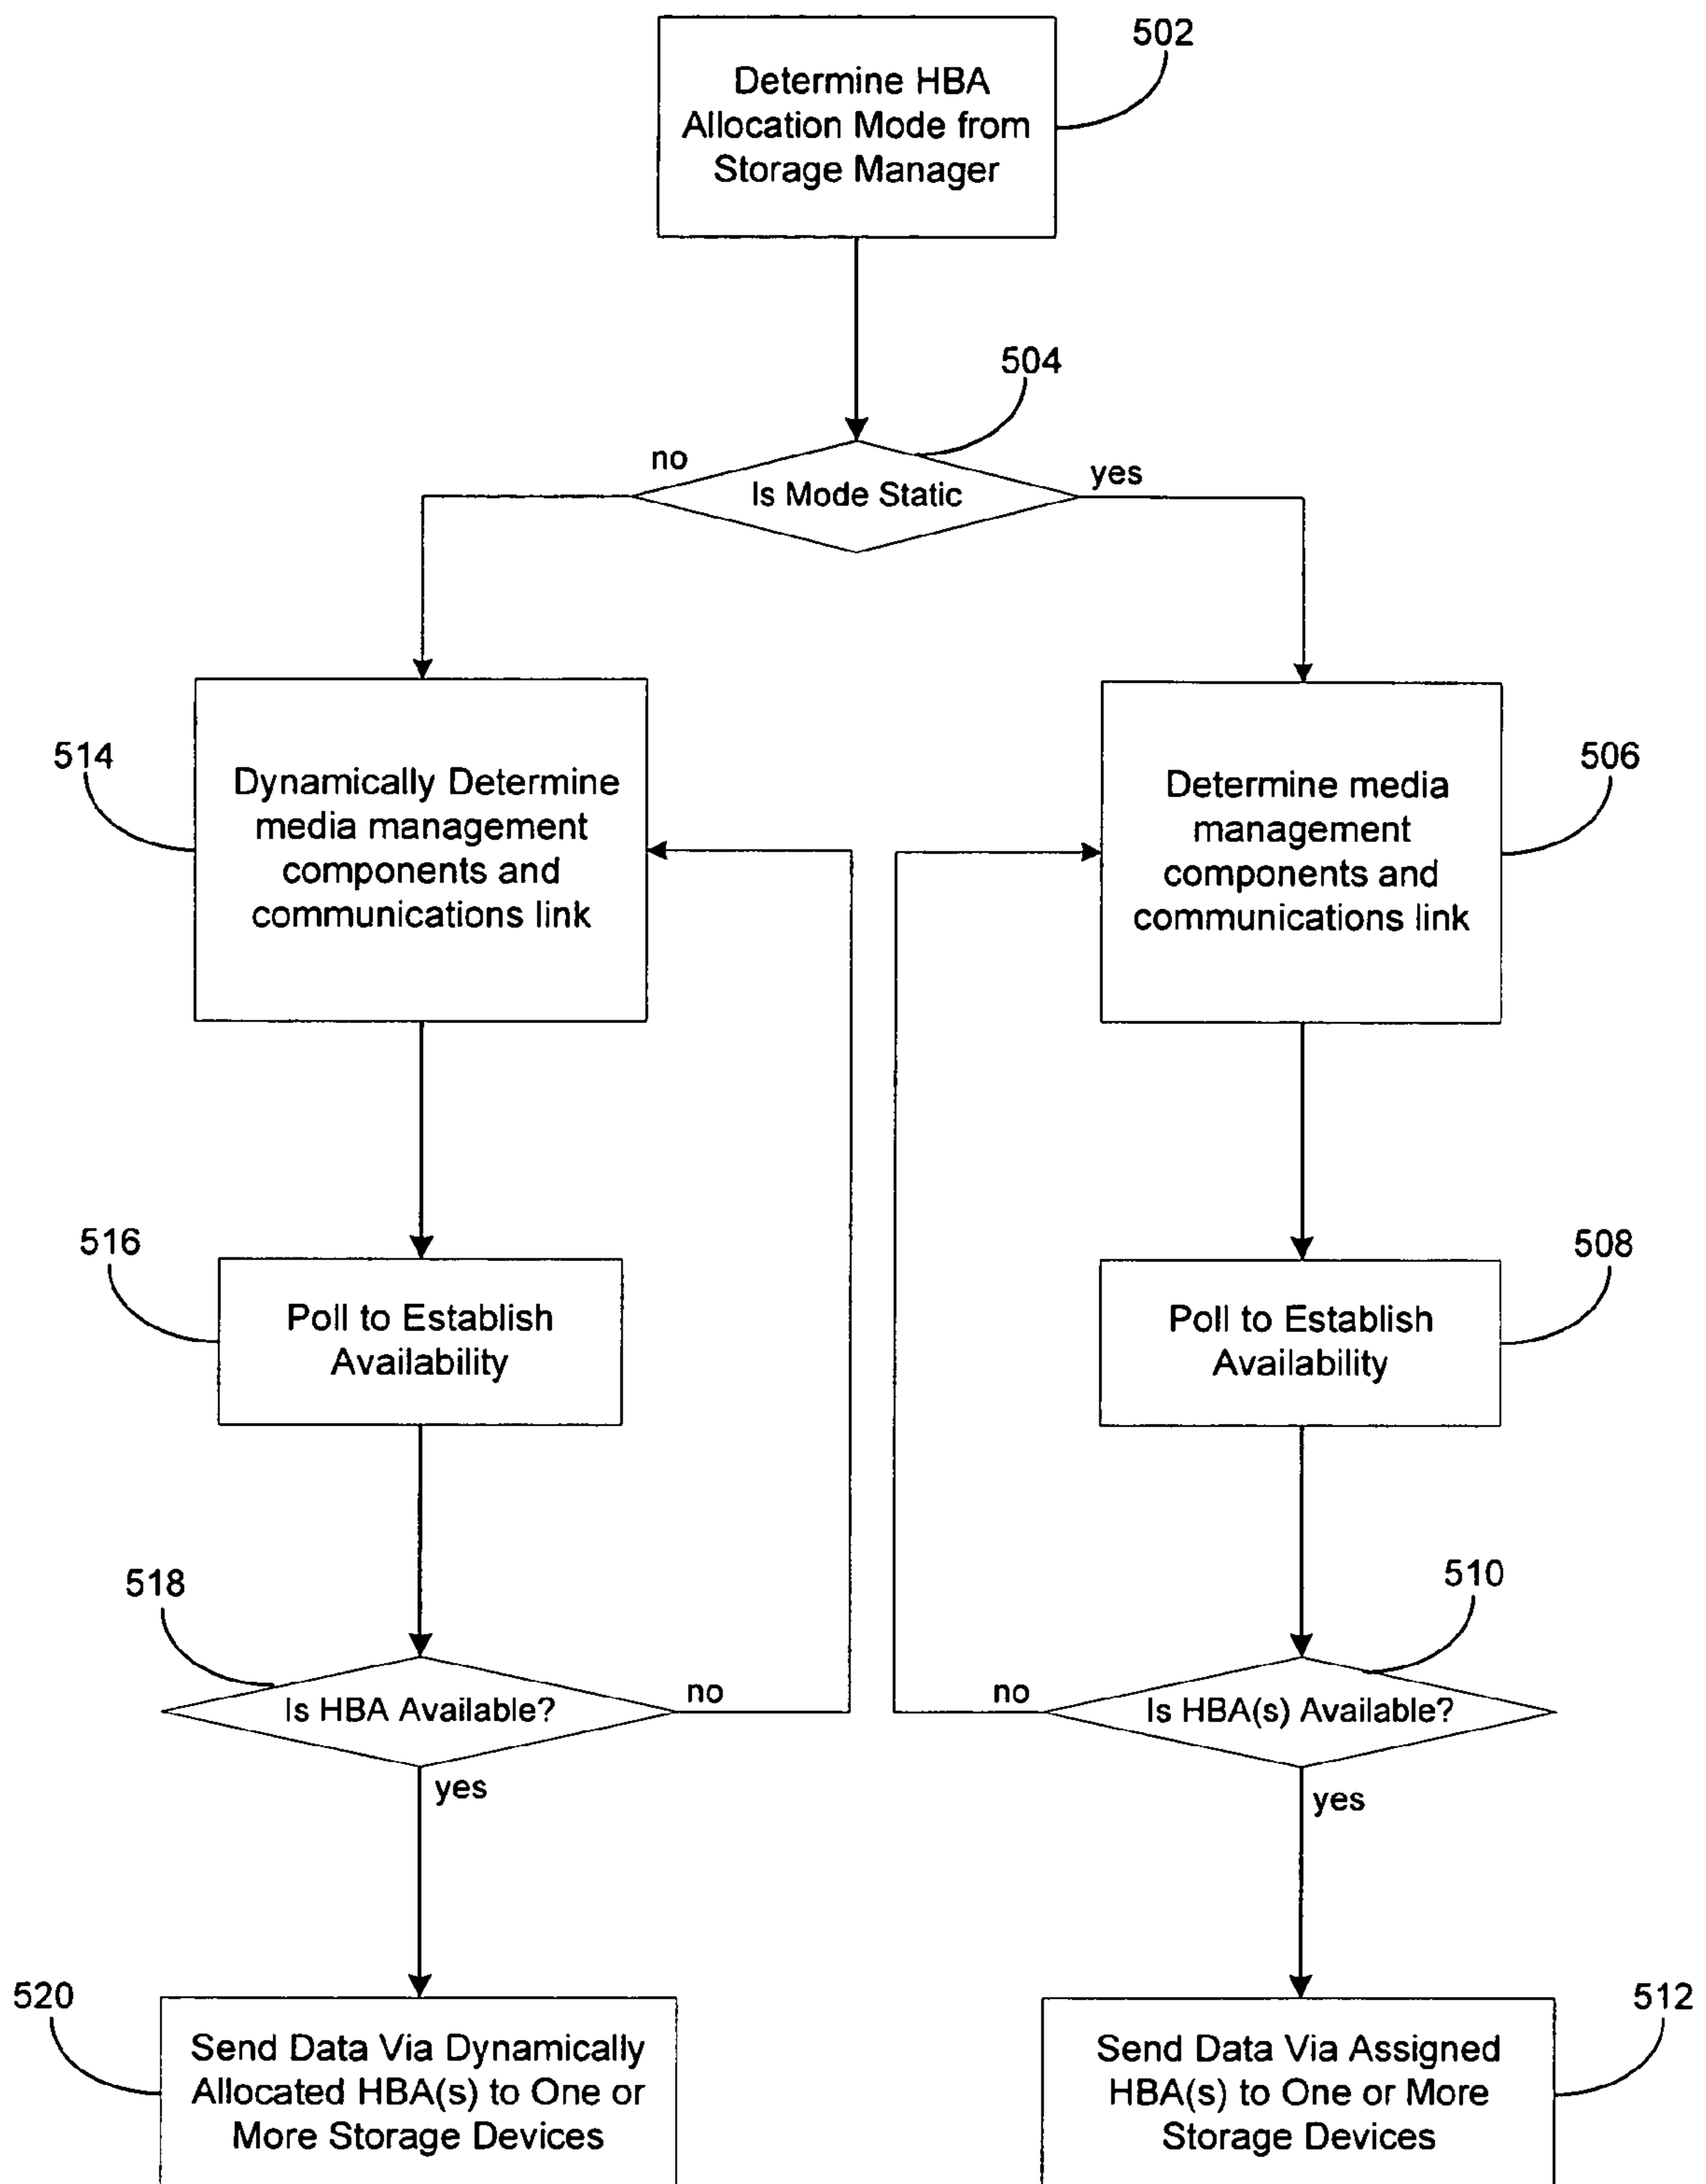 502
Determine HBA
Allocation Mode from
Storage Manager
504
no
yes
Is Mode Static
514
Dynamically Determine
media management
components and
communications link
506
Determine media
management
components and
communications link
516
Poll to Establish
Availability
508
Poll to Establish
Availability
518
Is HBA Available?
no
yes
510
no
Is HBA(s) Available?
yes
520
Send Data Via Dynamically
Allocated HBA(s) to One or
More Storage Devices
512
Send Data Via Assigned
HBA(s) to One or More
Storage Devices